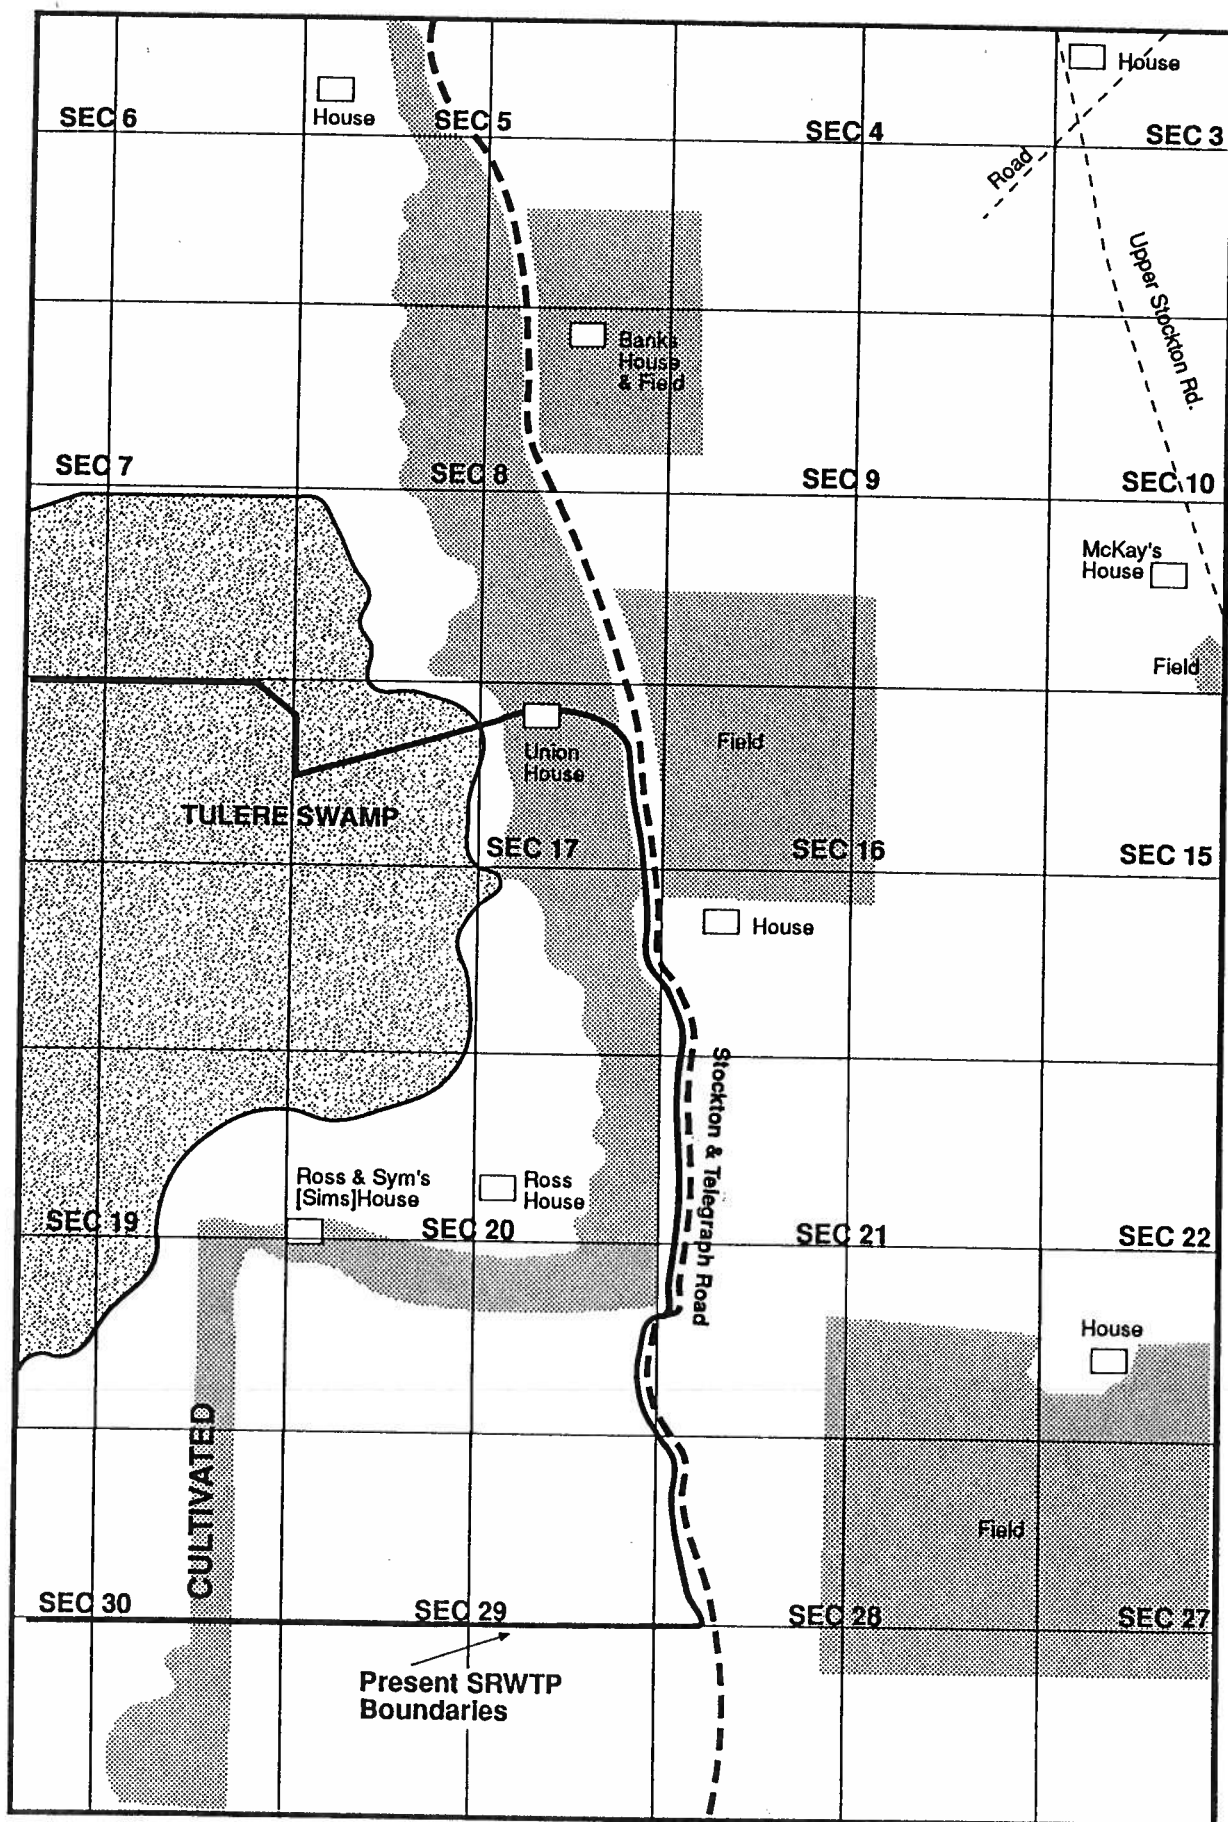 House
House
SEC 6
SEC 5
SEC 4
SEC 3
Road
Upper Stockton Rd.
Banks
House
& Field
SEC 7
SEC 8
SEC 9
SEC 10
McKay's
House
Field
Field
Union
House
TULERE SWAMP
SEC 17
SEC 16
SEC 15
House
Stockton & Telegraph Road
Ross & Sym's
[Sims]House
Ross
House
SEC 19
SEC 20
SEC 21
SEC 22
House
CULTIVATED
Field
SEC 30
SEC 29
SEC 28
SEC 27
Present SRWTP
Boundaries